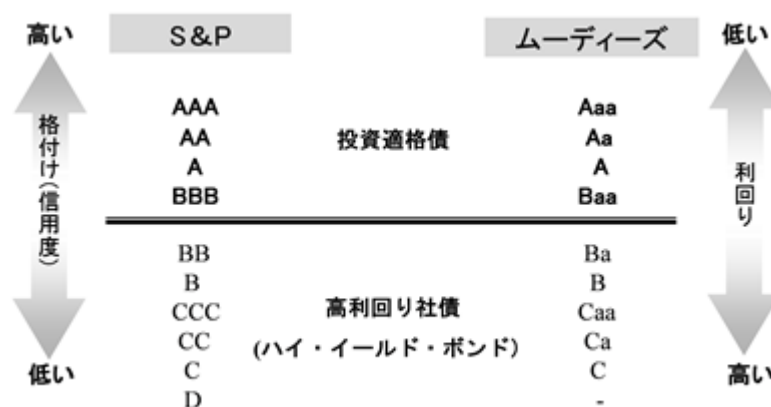 高い S&P ムーディーズ 低い
AAA Aaa
AA 投資適格債 Aa
A A
BBB Baa
格付け(信用度)
利回り
BB Ba
B B
CCC 高利回り社債 Caa
CC (ハイ・イールド・ボンド) Ca
低い C C 高い
D -